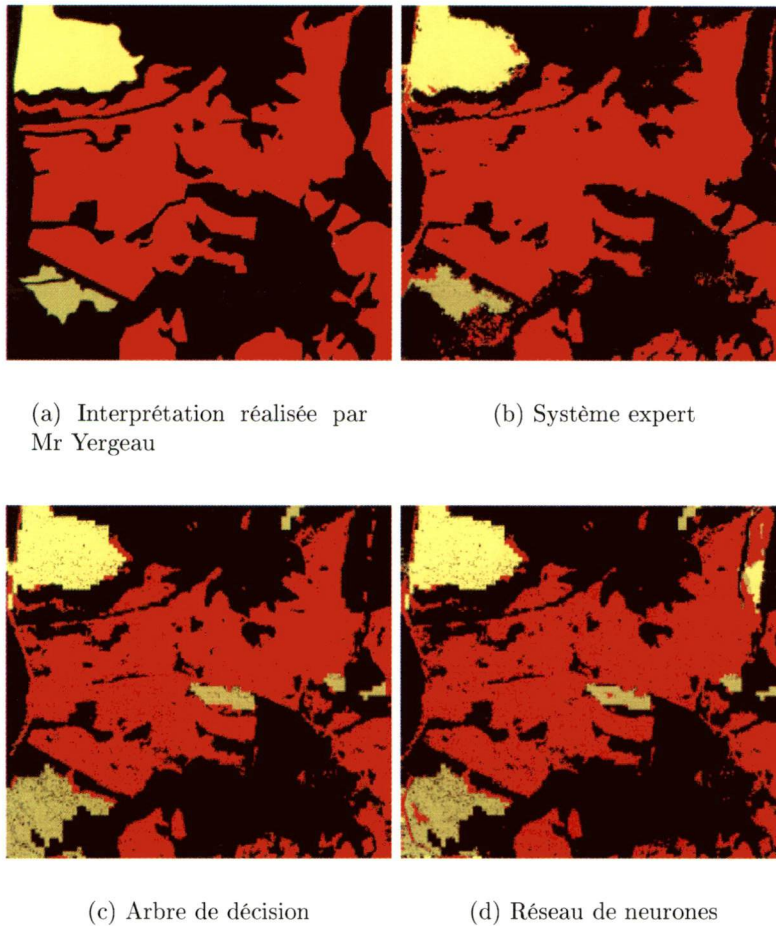 (a) Interprétation réalisée par
Mr Yergeau
(b) Système expert
(c) Arbre de décision
(d) Réseau de neurones